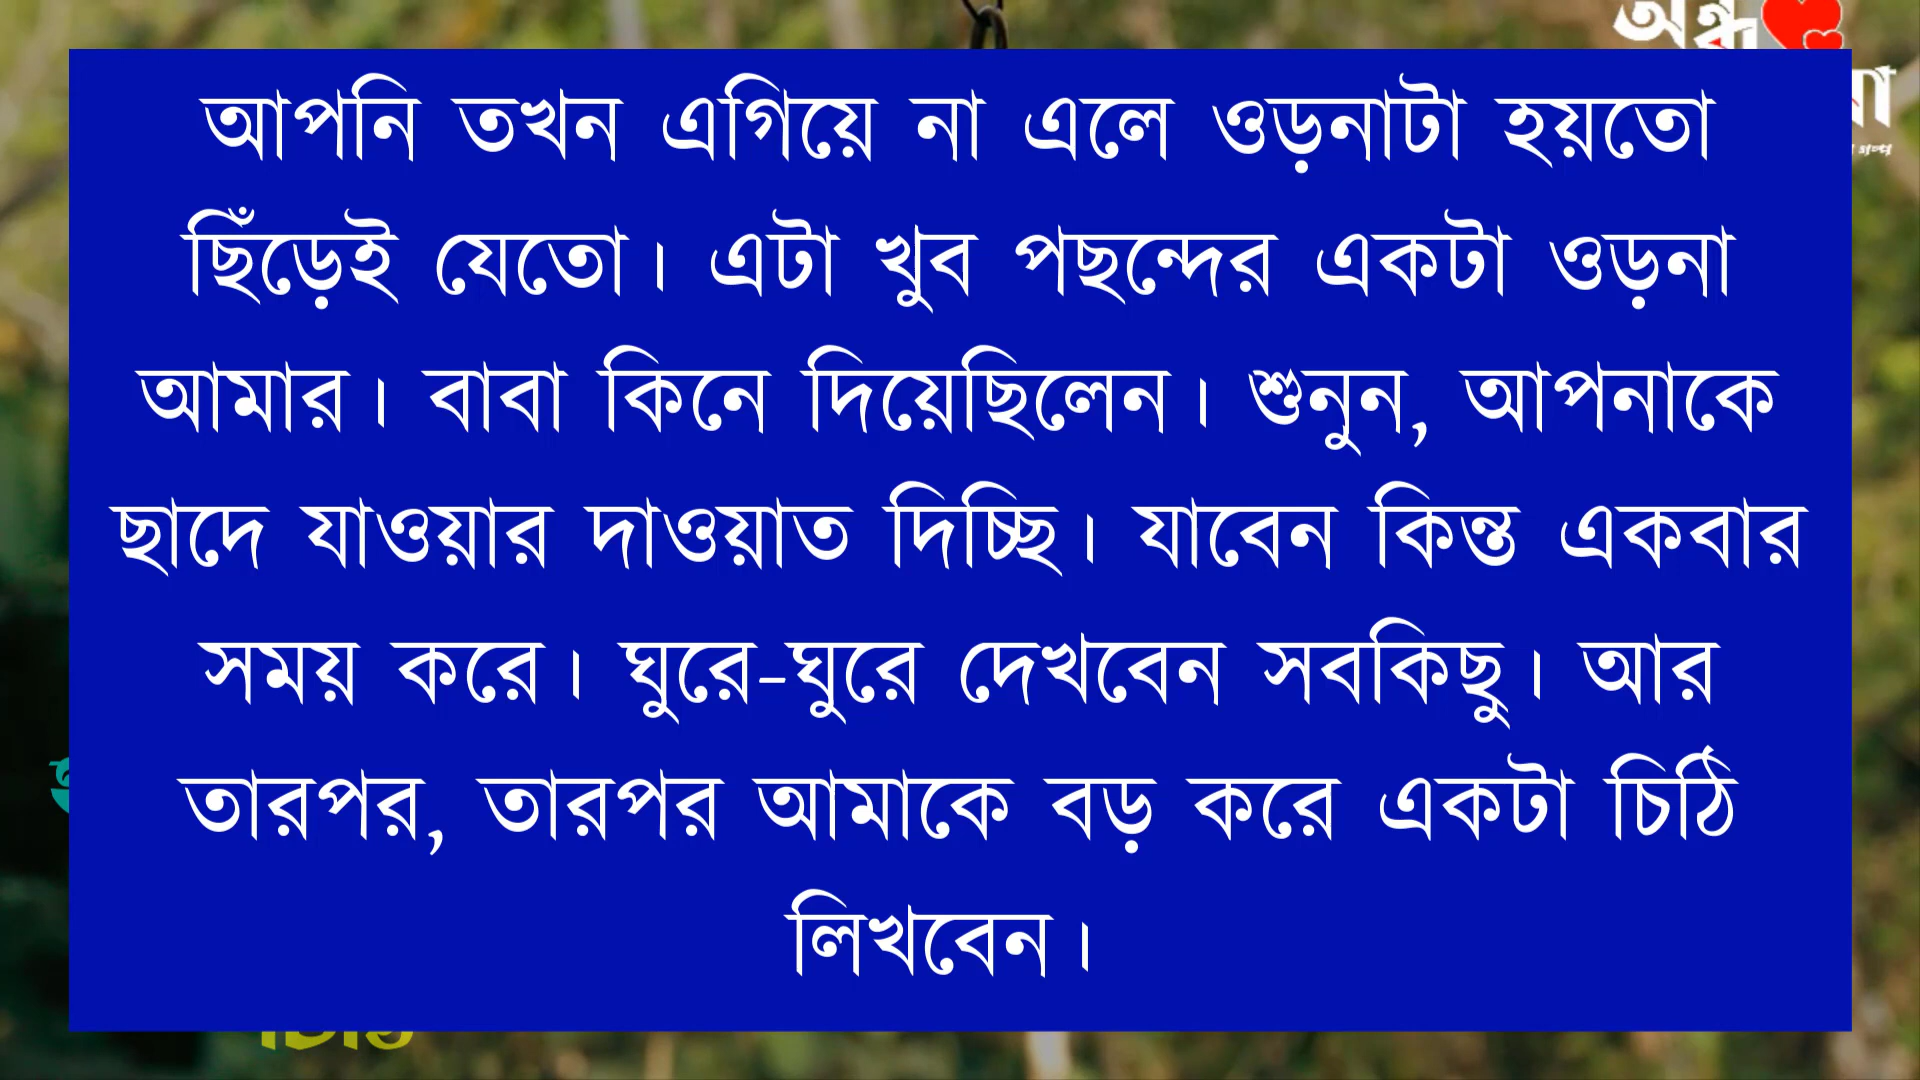 আপনি তখন এগিয়ে না এলে ওড়নাটা হয়তো
ছিঁড়েই যেতো। এটা খুব পছন্দের একটা ওড়না
আমার। বাবা কিনে দিয়েছিলেন। শুনুন, আপনাকে
ছাদে যাওয়ার দাওয়াত দিচ্ছি। যাবেন কিন্ত একবার
সময় করে। ঘুরে-ঘুরে দেখবেন সবকিছু। আর
তারপর, তারপর আমাকে বড় করে একটা চিঠি
লিখবেন।